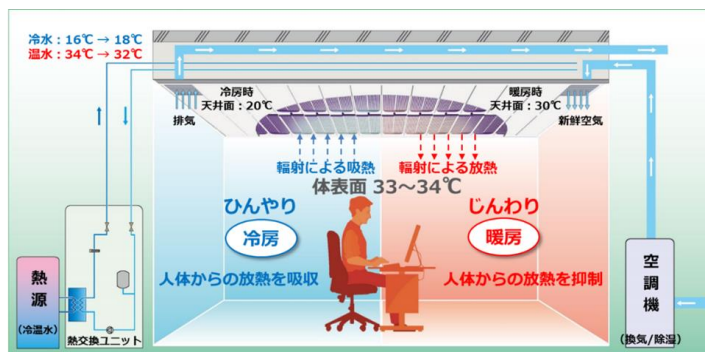 冷水：16℃ → 18℃
温水：34℃ → 32℃
冷房時
天井面：20℃
暖房時
天井面：30℃
排気
新鮮空気
輻射による吸熱
輻射による放熱
体表面 33～34℃
ひんやり
冷房
じんわり
暖房
人体からの放熱を吸収
人体からの放熱を抑制
熱源
（冷温水）
熱交換ユニット
空調機
（換気/除湿）